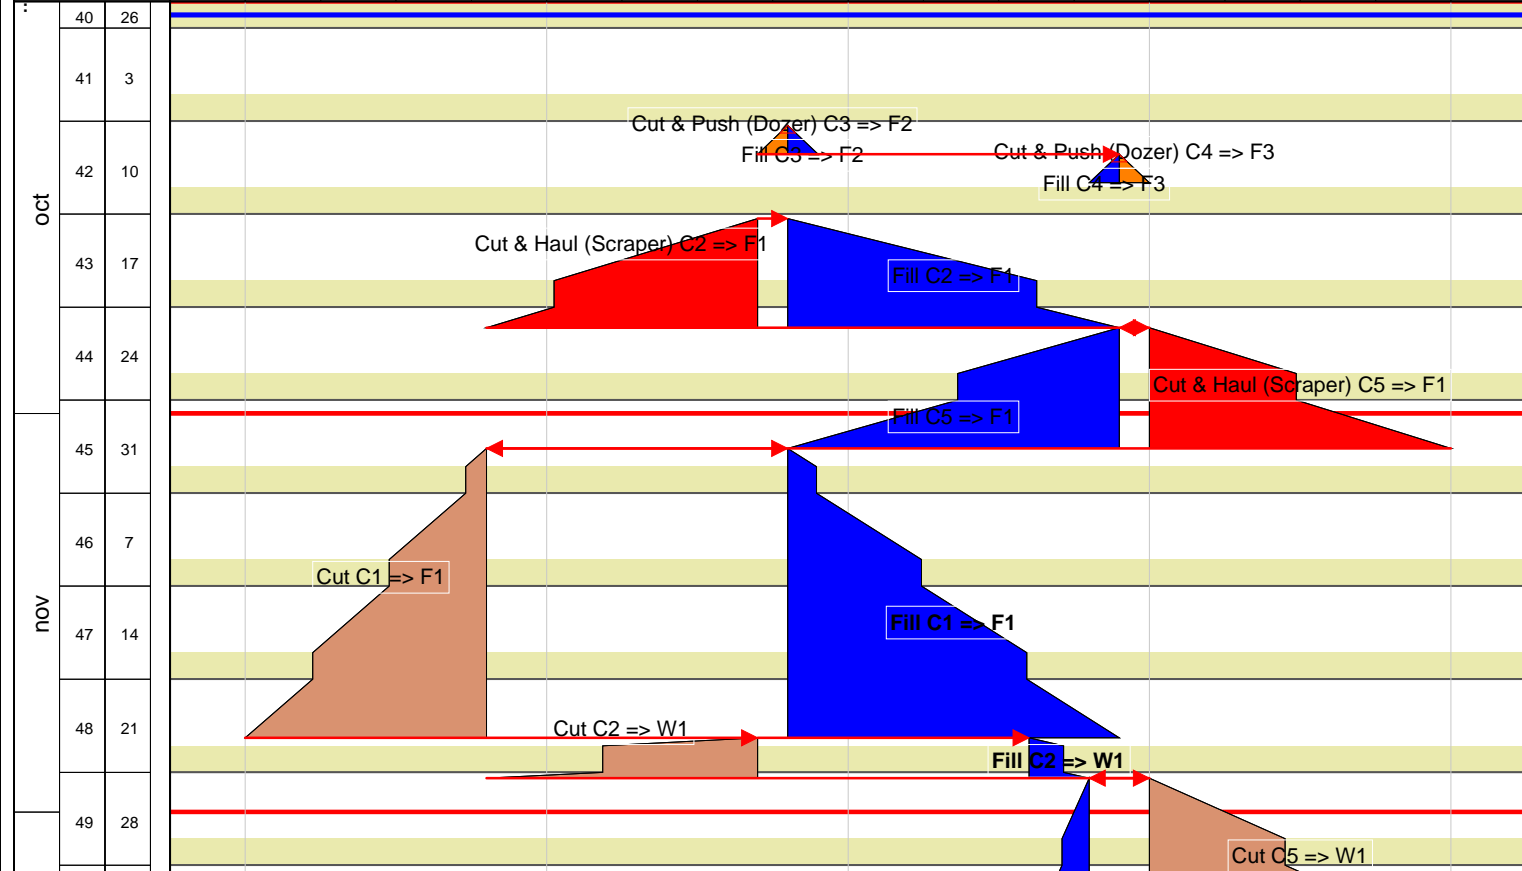 :
40 26
41 3
Cut & Push (Dozer) C3 => F2
Fill C3 => F2
Cut & Push (Dozer) C4 => F3
42 10
Fill C4 => F3
oct
Cut & Haul (Scraper) C2 => F1
43 17
Fill C2 => F1
44 24
Cut & Haul (Scraper) C5 => F1
Fill C5 => F1
45 31
46 7
Cut C1 => F1
nov
Fill C1 => F1
47 14
48 21
Cut C2 => W1
Fill C2 => W1
49 28
Cut C5 => W1